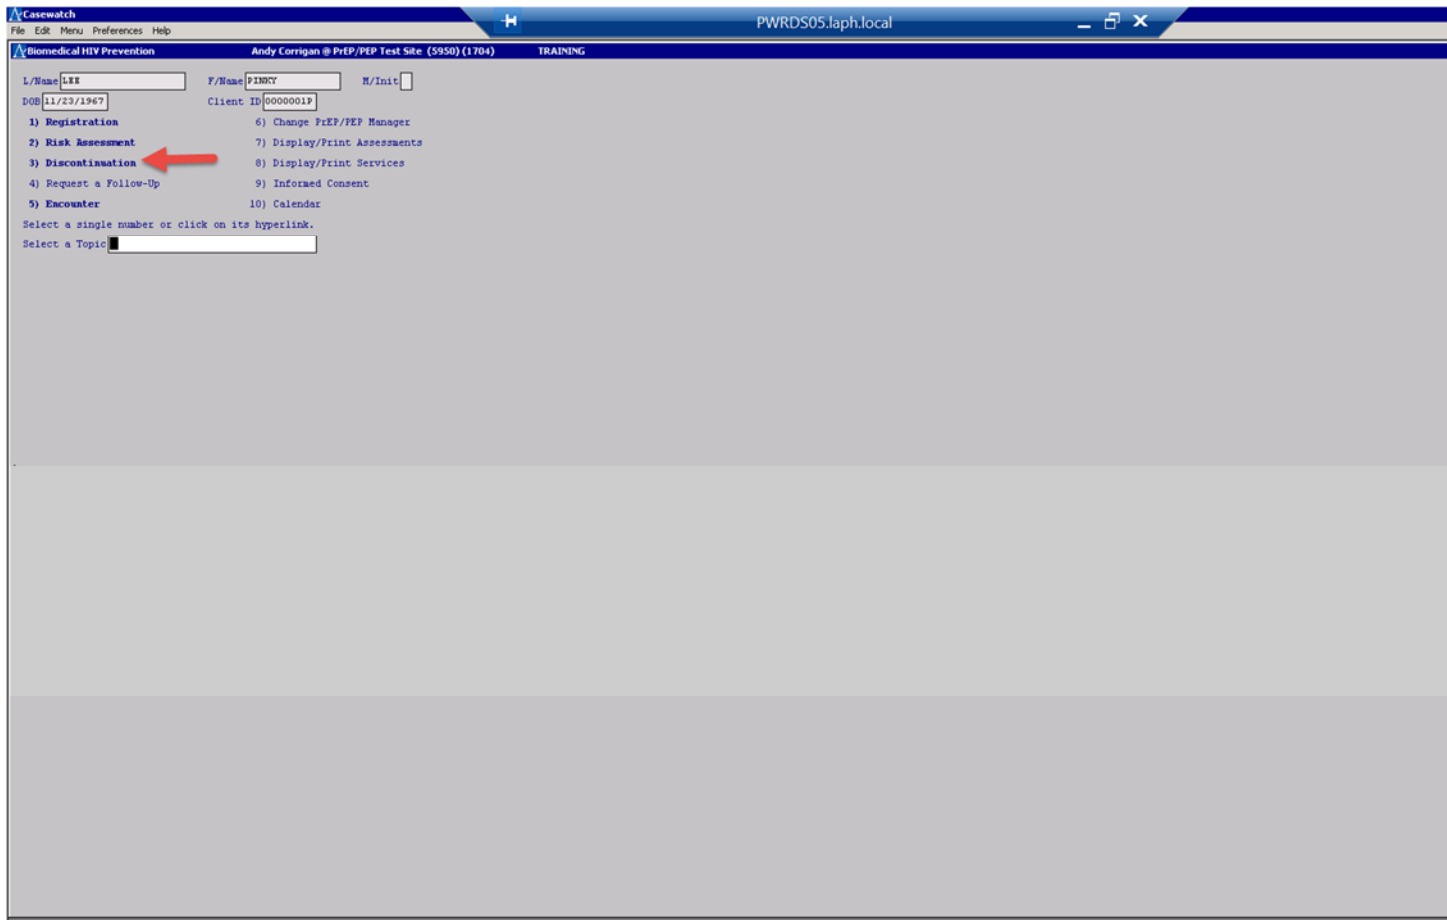 Casewatch
PWRDS05.laph.local
File Edit Menu Preferences Help
Biomedical HIV Prevention Andy Corrigan @ PrEP/PEP Test Site (5950) (1704) TRAINING
L/Name LEE F/Name PINKY M/Init
DOB 11/23/1967 Client ID 0000001P
1) Registration 6) Change PrEP/PEP Manager
2) Risk Assessment 7) Display/Print Assessments
3) Discontinuation 8) Display/Print Services
4) Request a Follow-Up 9) Informed Consent
5) Encounter 10) Calendar
Select a single number or click on its hyperlink.
Select a Topic